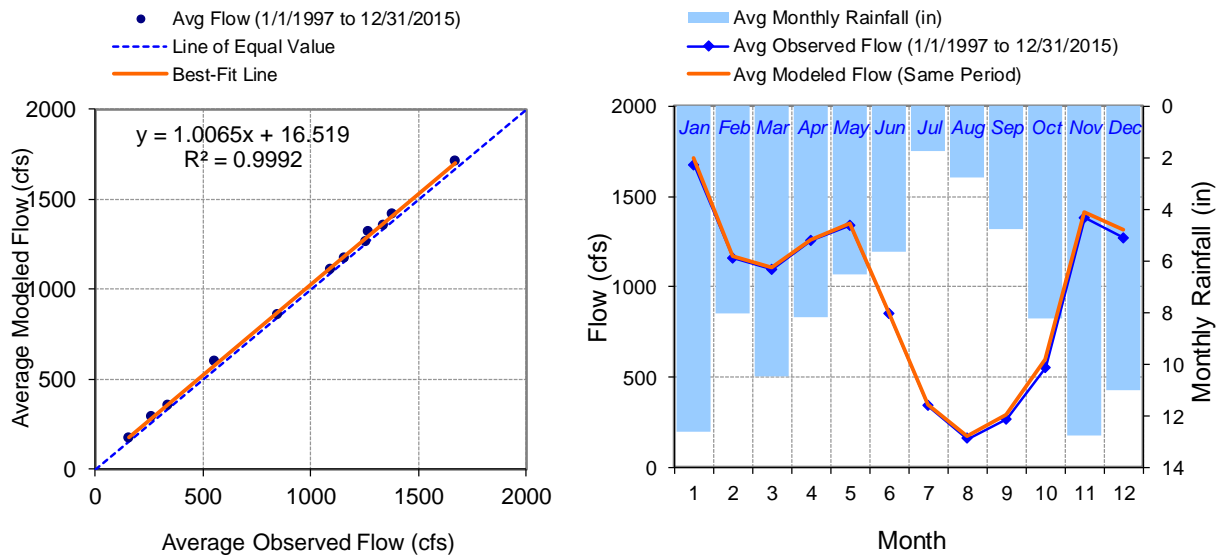 Avg Flow (1/1/1997 to 12/31/2015)
Line of Equal Value
Best-Fit Line
y = 1.0065x + 16.519
R² = 0.9992
Average Modeled Flow (cfs)
2000
1500
1000
500
0
0 500 1000 1500 2000
Average Observed Flow (cfs)
Avg Monthly Rainfall (in)
Avg Observed Flow (1/1/1997 to 12/31/2015)
Avg Modeled Flow (Same Period)
Jan Feb Mar Apr May Jun Jul Aug Sep Oct Nov Dec
Flow (cfs)
2000
1500
1000
500
0
Monthly Rainfall (in)
0
2
4
6
8
10
12
14
1 2 3 4 5 6 7 8 9 10 11 12
Month